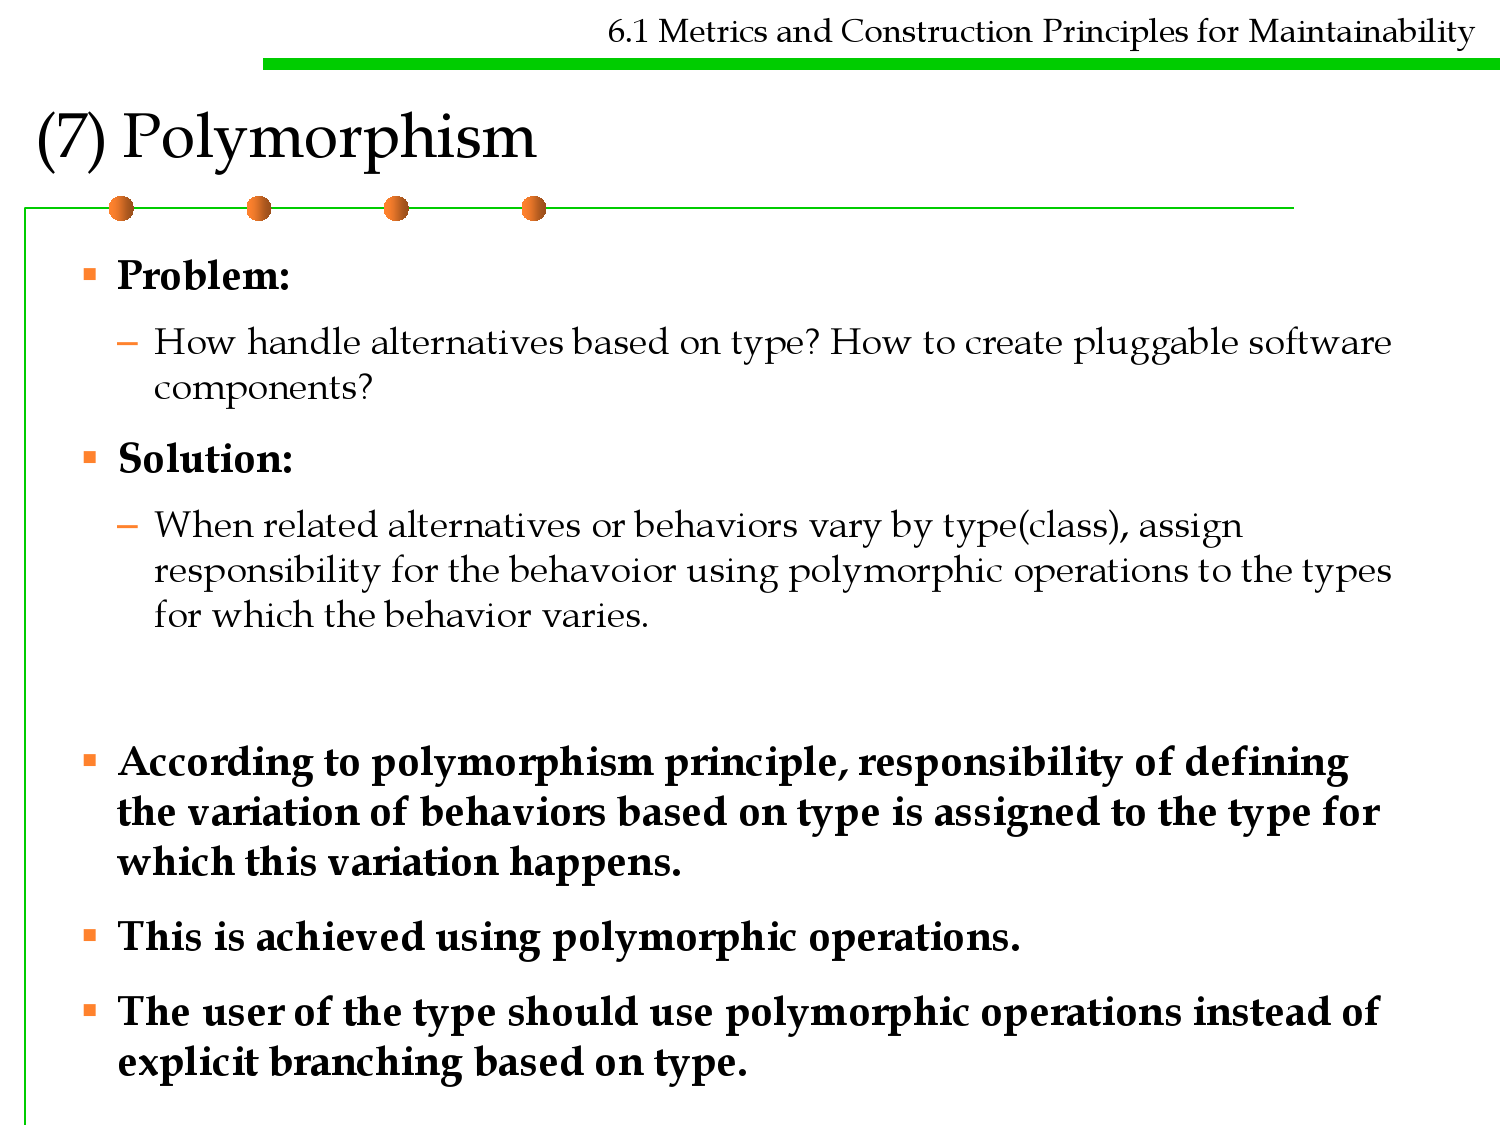 6.1 Metrics and Construction Principles for Maintainability
(7) Polymorphism
▪ Problem:
– How handle alternatives based on type? How to create pluggable software
components?
▪ Solution:
– When related alternatives or behaviors vary by type(class), assign
responsibility for the behavoior using polymorphic operations to the types
for which the behavior varies.
▪ According to polymorphism principle, responsibility of defining
the variation of behaviors based on type is assigned to the type for
which this variation happens.
▪ This is achieved using polymorphic operations.
▪ The user of the type should use polymorphic operations instead of
explicit branching based on type.